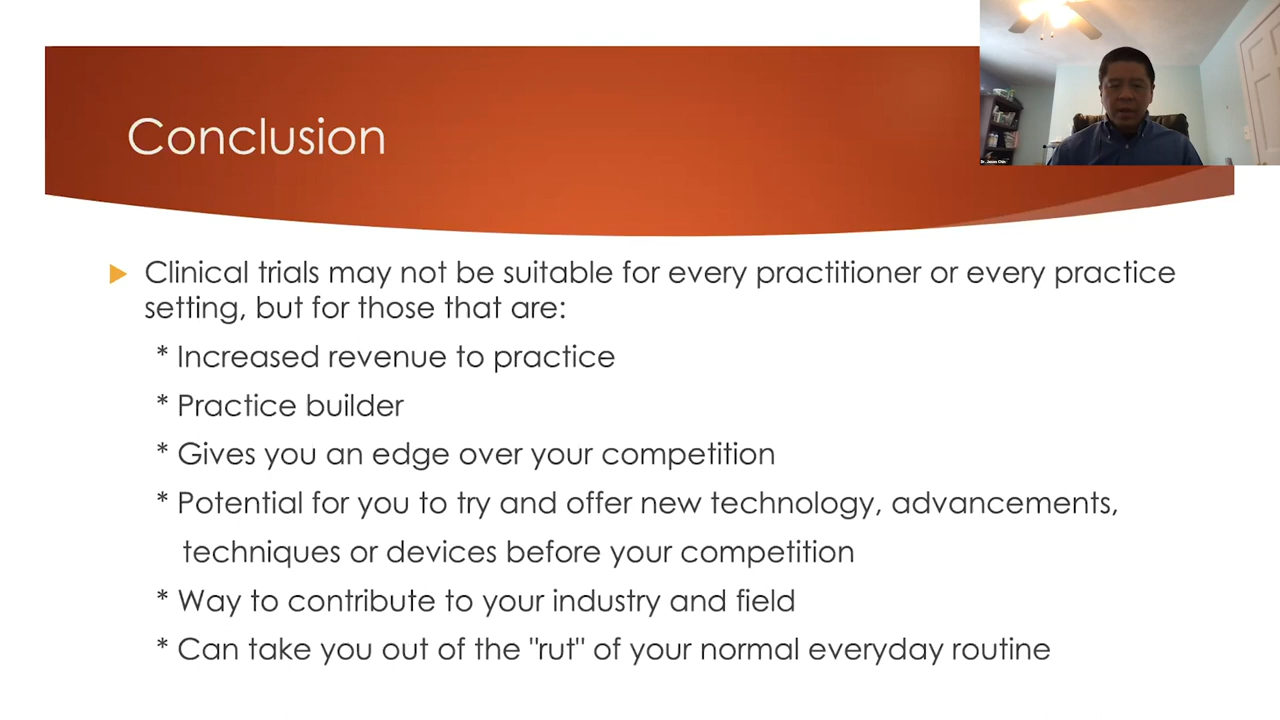 Conclusion
Dr. Jason Chin
Clinical trials may not be suitable for every practitioner or every practice
setting, but for those that are:
* Increased revenue to practice
* Practice builder
* Gives you an edge over your competition
* Potential for you to try and offer new technology, advancements,
techniques or devices before your competition
* Way to contribute to your industry and field
* Can take you out of the "rut" of your normal everyday routine